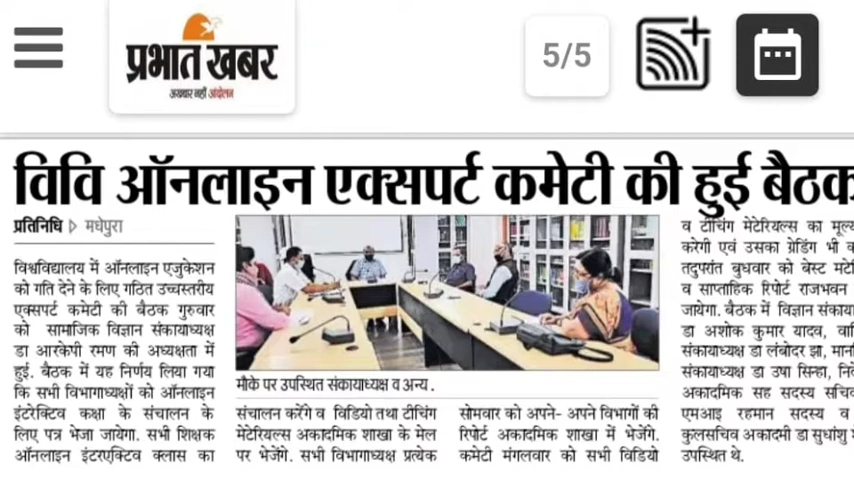 प्रभात खबर
अखबार नहीं आंदोलन
5/5
विवि ऑनलाइन एक्सपर्ट कमेटी की हुई बैठक
प्रतिनिधि ▷ मधेपुरा
विश्वविद्यालय में ऑनलाइन एजुकेशन
को गति देने के लिए गठित उच्चस्तरीय
एक्सपर्ट कमेटी की बैठक गुरुवार
को सामाजिक विज्ञान संकायाध्यक्ष
डा आरकेपी रमण की अध्यक्षता में
हुई. बैठक में यह निर्णय लिया गया
कि सभी विभागाध्यक्षों को ऑनलाइन
इंटरेक्टिव कक्षा के संचालन के
लिए पत्र भेजा जायेगा. सभी शिक्षक
ऑनलाइन इंटरएक्टिव क्लास का
मौके पर उपस्थित संकायाध्यक्ष व अन्य .
संचालन करेंगे व विडियो तथा टीचिंग
मेटेरियल्स अकादमिक शाखा के मेल
पर भेजेंगे. सभी विभागाध्यक्ष प्रत्येक
सोमवार को अपने- अपने विभागों की
रिपोर्ट अकादमिक शाखा में भेजेंगे.
कमेटी मंगलवार को सभी विडियो
व टीचिंग मेटेरियल्स का मूल्य
करेगी एवं उसका ग्रेडिंग भी
तदुपरांत बुधवार को बेस्ट मटे
व साप्ताहिक रिपोर्ट राजभवन
जायेगा. बैठक में विज्ञान संकाया
डा अशोक कुमार यादव,
संकायाध्यक्ष डा लंबोदर झा,
संकायाध्यक्ष डा उषा सिन्हा,
अकादमिक सह सदस्य सचिव
एमआइ रहमान सदस्य व
कुलसचिव अकादमी डा सुधांशु
उपस्थित थे.